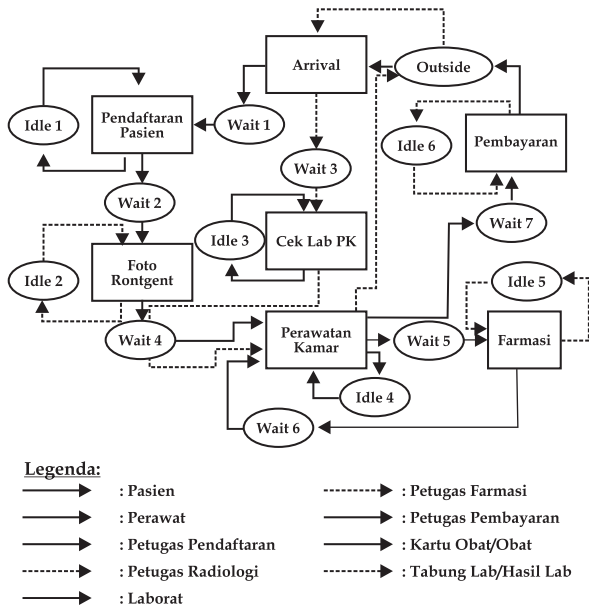 Arrival
Outside
Idle 1
Pendaftaran
Pasien
Wait 1
Idle 6
Pembayaran
Wait 3
Wait 2
Wait 7
Idle 3
Cek Lab PK
Idle 2
Foto
Rontgent
Idle 5
Wait 4
Perawatan
Kamar
Wait 5
Farmasi
Idle 4
Wait 6
Legenda:
: Pasien
: Perawat
: Petugas Pendaftaran
: Petugas Radiologi
: Laborat
: Petugas Farmasi
: Petugas Pembayaran
: Kartu Obat/Obat
: Tabung Lab/Hasil Lab